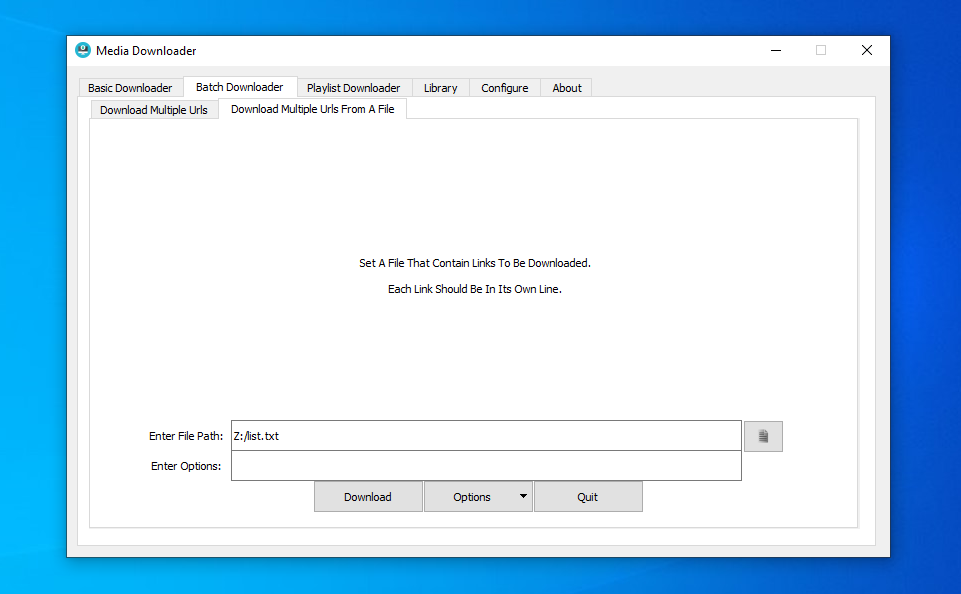 Media Downloader
Basic Downloader Batch Downloader Playlist Downloader Library Configure About
Download Multiple Urls Download Multiple Urls From A File
Set A File That Contain Links To Be Downloaded.
Each Link Should Be In Its Own Line.
Enter File Path: Z:/list.txt
Enter Options:
Download Options Quit